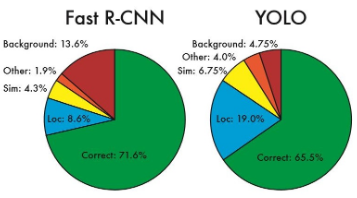 Fast R-CNN
Background: 13.6%
Other: 1.9%
Sim: 4.3%
Loc: 8.6%
Correct: 71.6%
YOLO
Background: 4.75%
Other: 4.0%
Sim: 6.75%
Loc: 19.0%
Correct: 65.5%